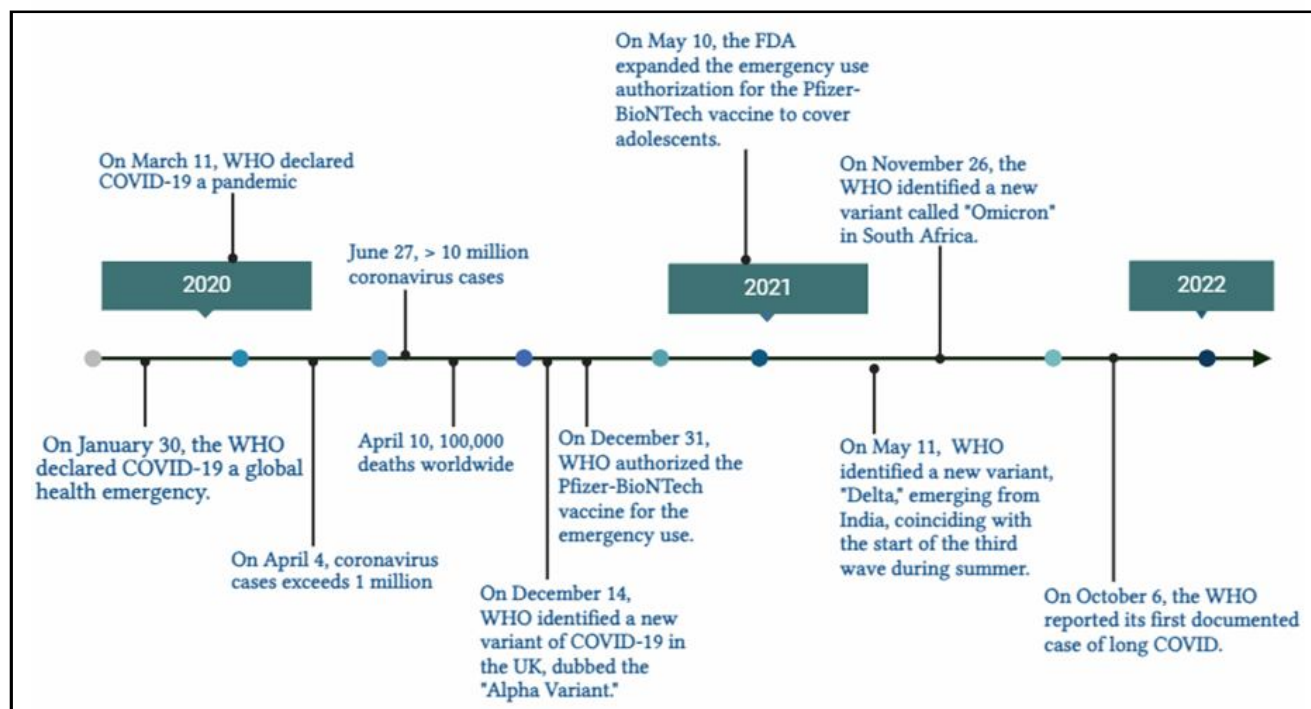 On May 10, the FDA
expanded the emergency use
authorization for the Pfizer-
BioNTech vaccine to cover
adolescents.
On March 11, WHO declared
COVID-19 a pandemic
On November 26, the
WHO identified a new
variant called "Omicron"
in South Africa.
June 27, > 10 million
coronavirus cases
2020
2021
2022
On January 30, the WHO
declared COVID-19 a global
health emergency.
April 10, 100,000
deaths worldwide
On December 31,
WHO authorized the
Pfizer-BioNTech
vaccine for the
emergency use.
On May 11, WHO
identified a new variant,
"Delta," emerging from
India, coinciding with
the start of the third
wave during summer.
On April 4, coronavirus
cases exceeds 1 million
On December 14,
WHO identified a new
variant of COVID-19 in
the UK, dubbed the
"Alpha Variant."
On October 6, the WHO
reported its first documented
case of long COVID.